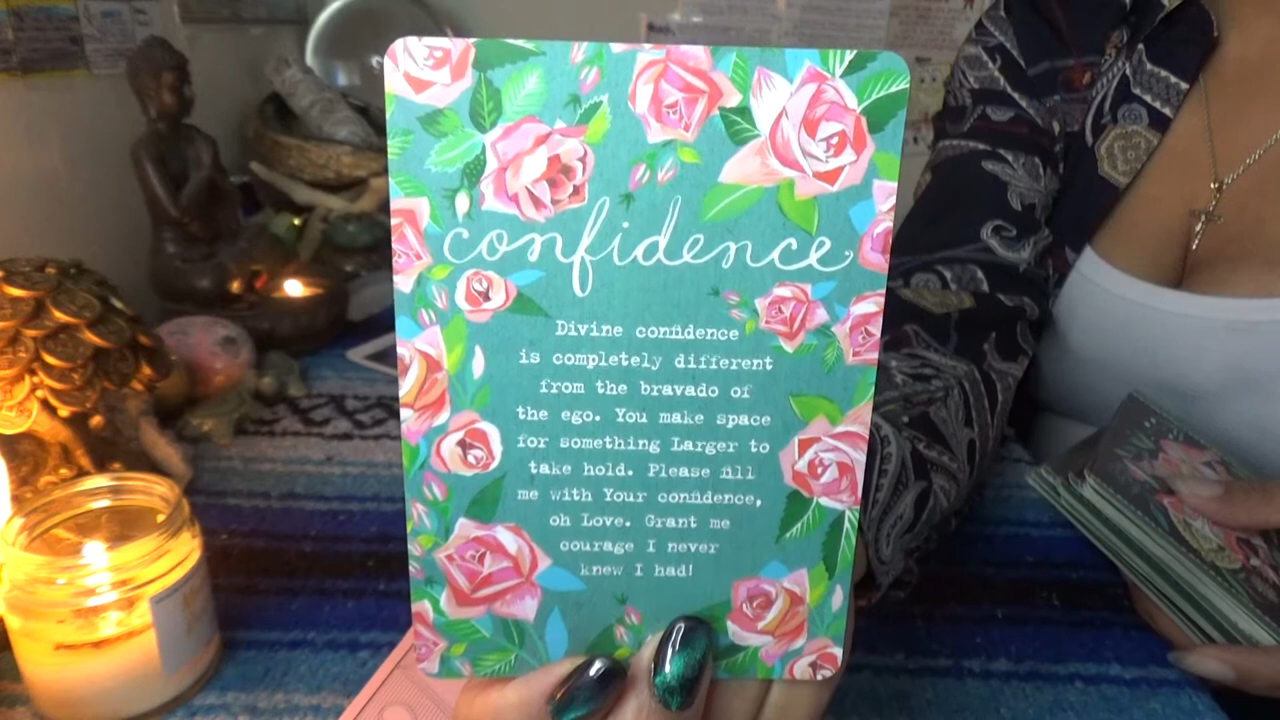 confidence
Divine confidence
is completely different
from the bravado of
the ego. You make space
for something Larger to
take hold. Please fill
me with Your confidence,
oh Love. Grant me
courage I never
knew I had!